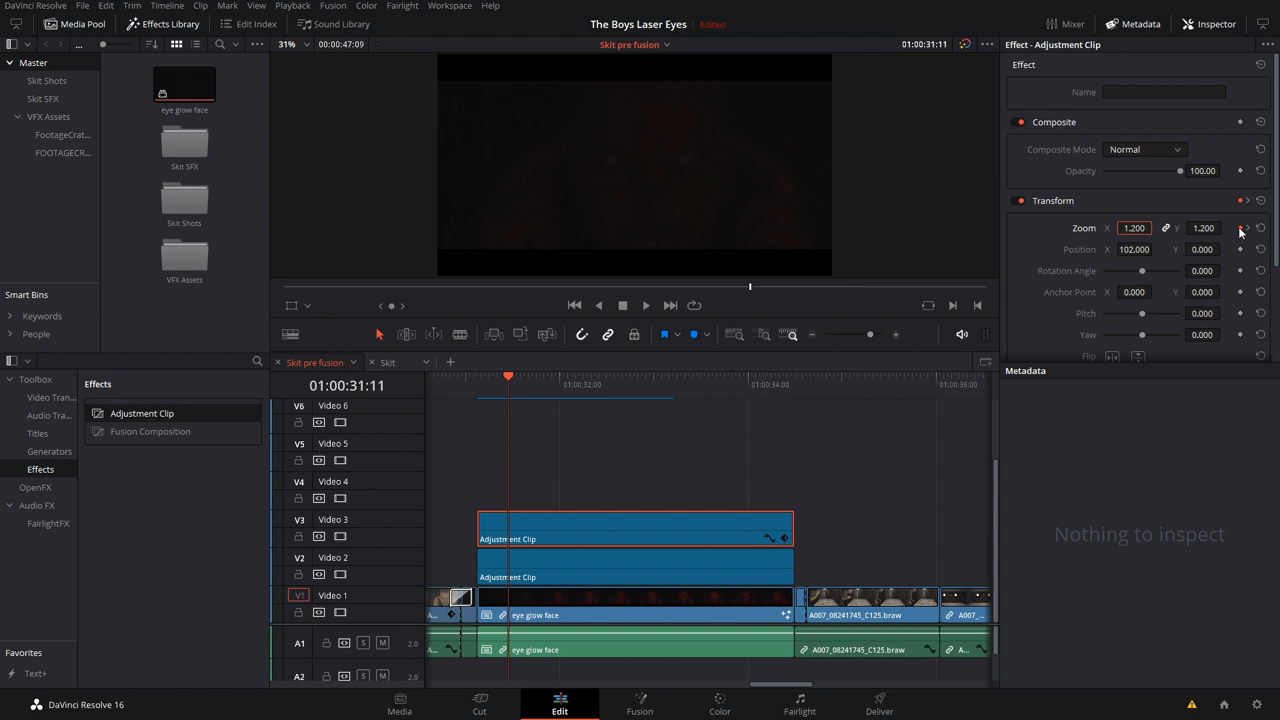 DaVinci Resolve File Edit Trim Timeline Clip Mark View Playback Fusion Color Fairlight Workspace Help
Media Pool Effects Library Edit Index Sound Library The Boys Laser Eyes Edited Mixer Metadata Inspector
... 31% 00:00:47:09 Skit pre fusion 01:00:31:11 Effect - Adjustment Clip
Master
Skit Shots
Skit SFX
VFX Assets
FootageCrat...
FOOTAGECR...
eye glow face
Skit SFX
Skit Shots
VFX Assets
Smart Bins
Keywords
People
Effect
Name
Composite
Composite Mode Normal
Opacity 100.00
Transform
Zoom X 1.200 Y 1.200
Position X 102.000 Y 0.000
Rotation Angle 0.000
Anchor Point X 0.000 Y 0.000
Pitch 0.000
Yaw 0.000
Flip
Toolbox
Video Tran...
Audio Tra...
Titles
Generators
Effects
OpenFX
Audio FX
FairlightFX
Favorites
Text+
Effects
Adjustment Clip
Fusion Composition
Skit pre fusion Skit
01:00:31:11 01:00:32:00 01:00:34:00 01:00:36:00
V6 Video 6
V5 Video 5
V4 Video 4
V3 Video 3
Adjustment Clip
V2 Video 2
Adjustment Clip
V1 Video 1
A... eye glow face A007_08241745_C125.braw A007_...
A1 S M 2.0 A... eye glow face A007_08241745_C125.braw A...
A2 S M 2.0
Metadata
Nothing to inspect
DaVinci Resolve 16 Media Cut Edit Fusion Color Fairlight Deliver